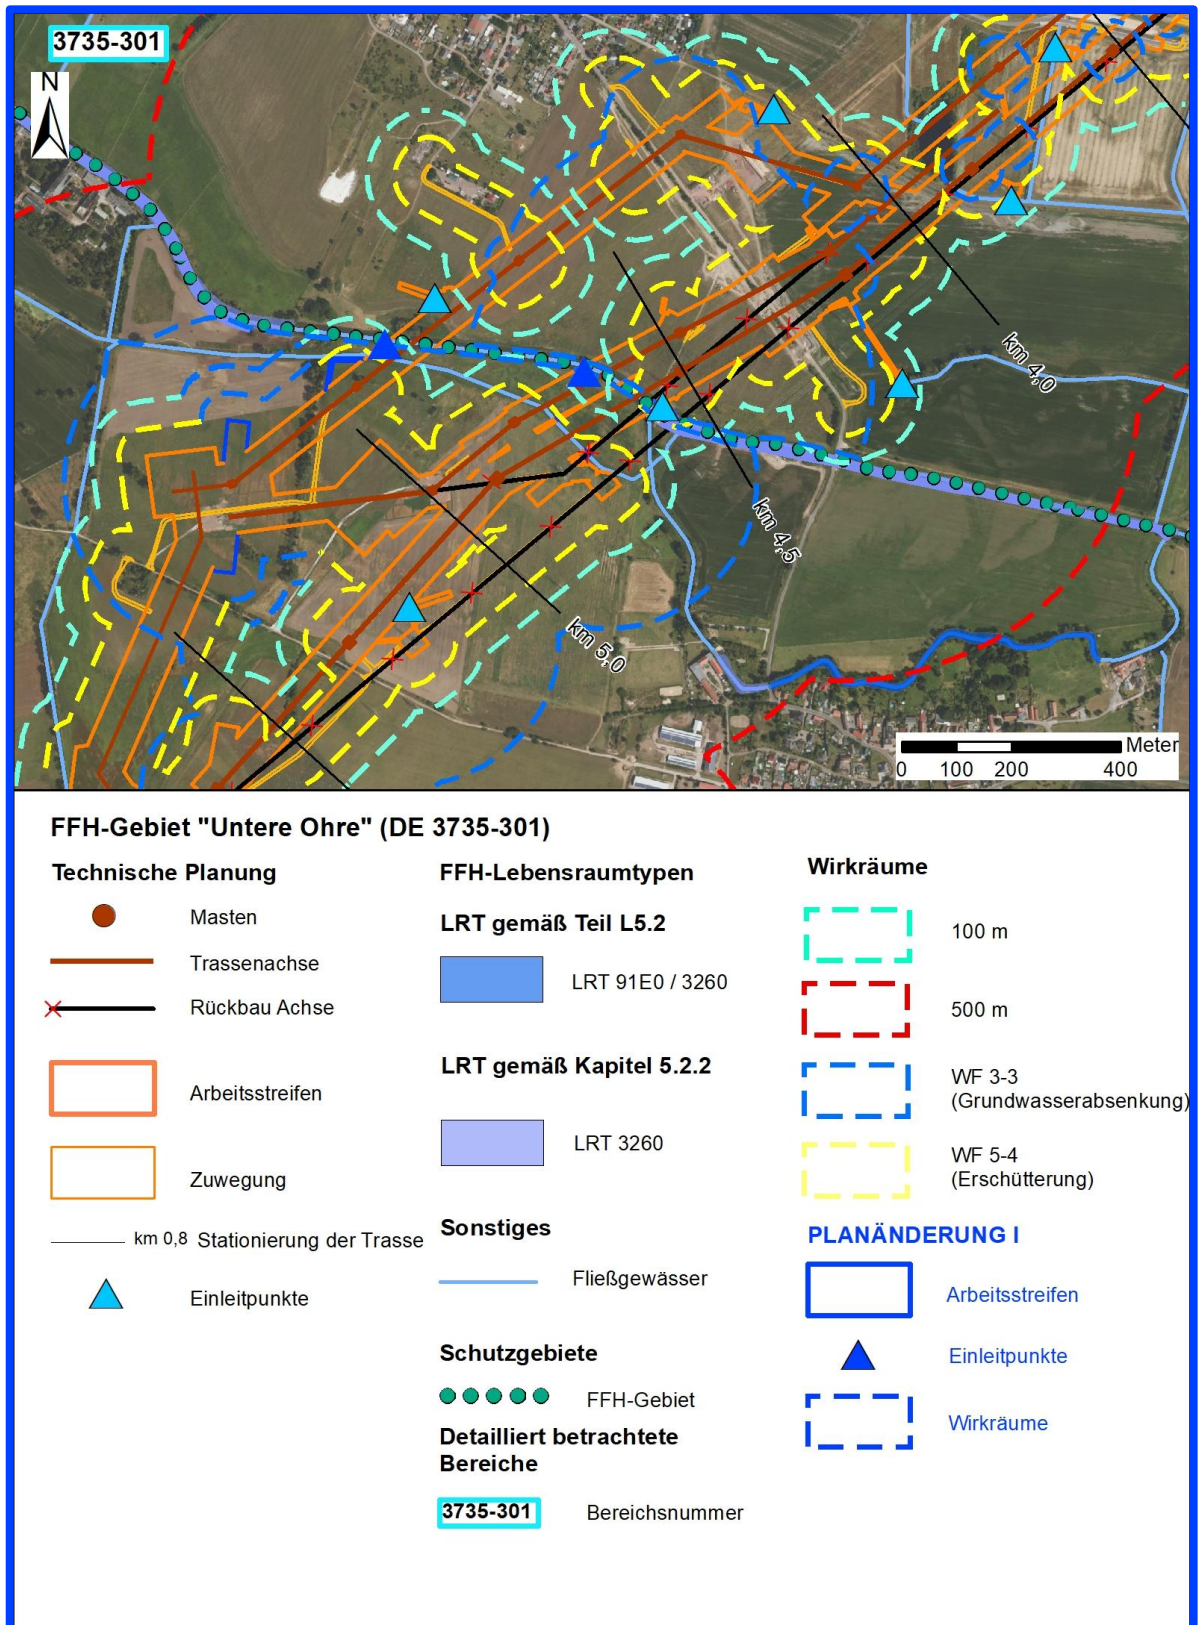 3735-301
N
km 4,0
km 4,5
km 5,0
Meter
0 100 200 400
FFH-Gebiet "Untere Ohre" (DE 3735-301)
Technische Planung
Masten
Trassenachse
Rückbau Achse
Arbeitsstreifen
Zuwegung
km 0,8 Stationierung der Trasse
Einleitpunkte
FFH-Lebensraumtypen
LRT gemäß Teil L5.2
LRT 91E0 / 3260
LRT gemäß Kapitel 5.2.2
LRT 3260
Sonstiges
Fließgewässer
Schutzgebiete
FFH-Gebiet
Detailliert betrachtete
Bereiche
3735-301 Bereichsnummer
Wirkräume
100 m
500 m
WF 3-3
(Grundwasserabsenkung)
WF 5-4
(Erschütterung)
PLANÄNDERUNG I
Arbeitsstreifen
Einleitpunkte
Wirkräume